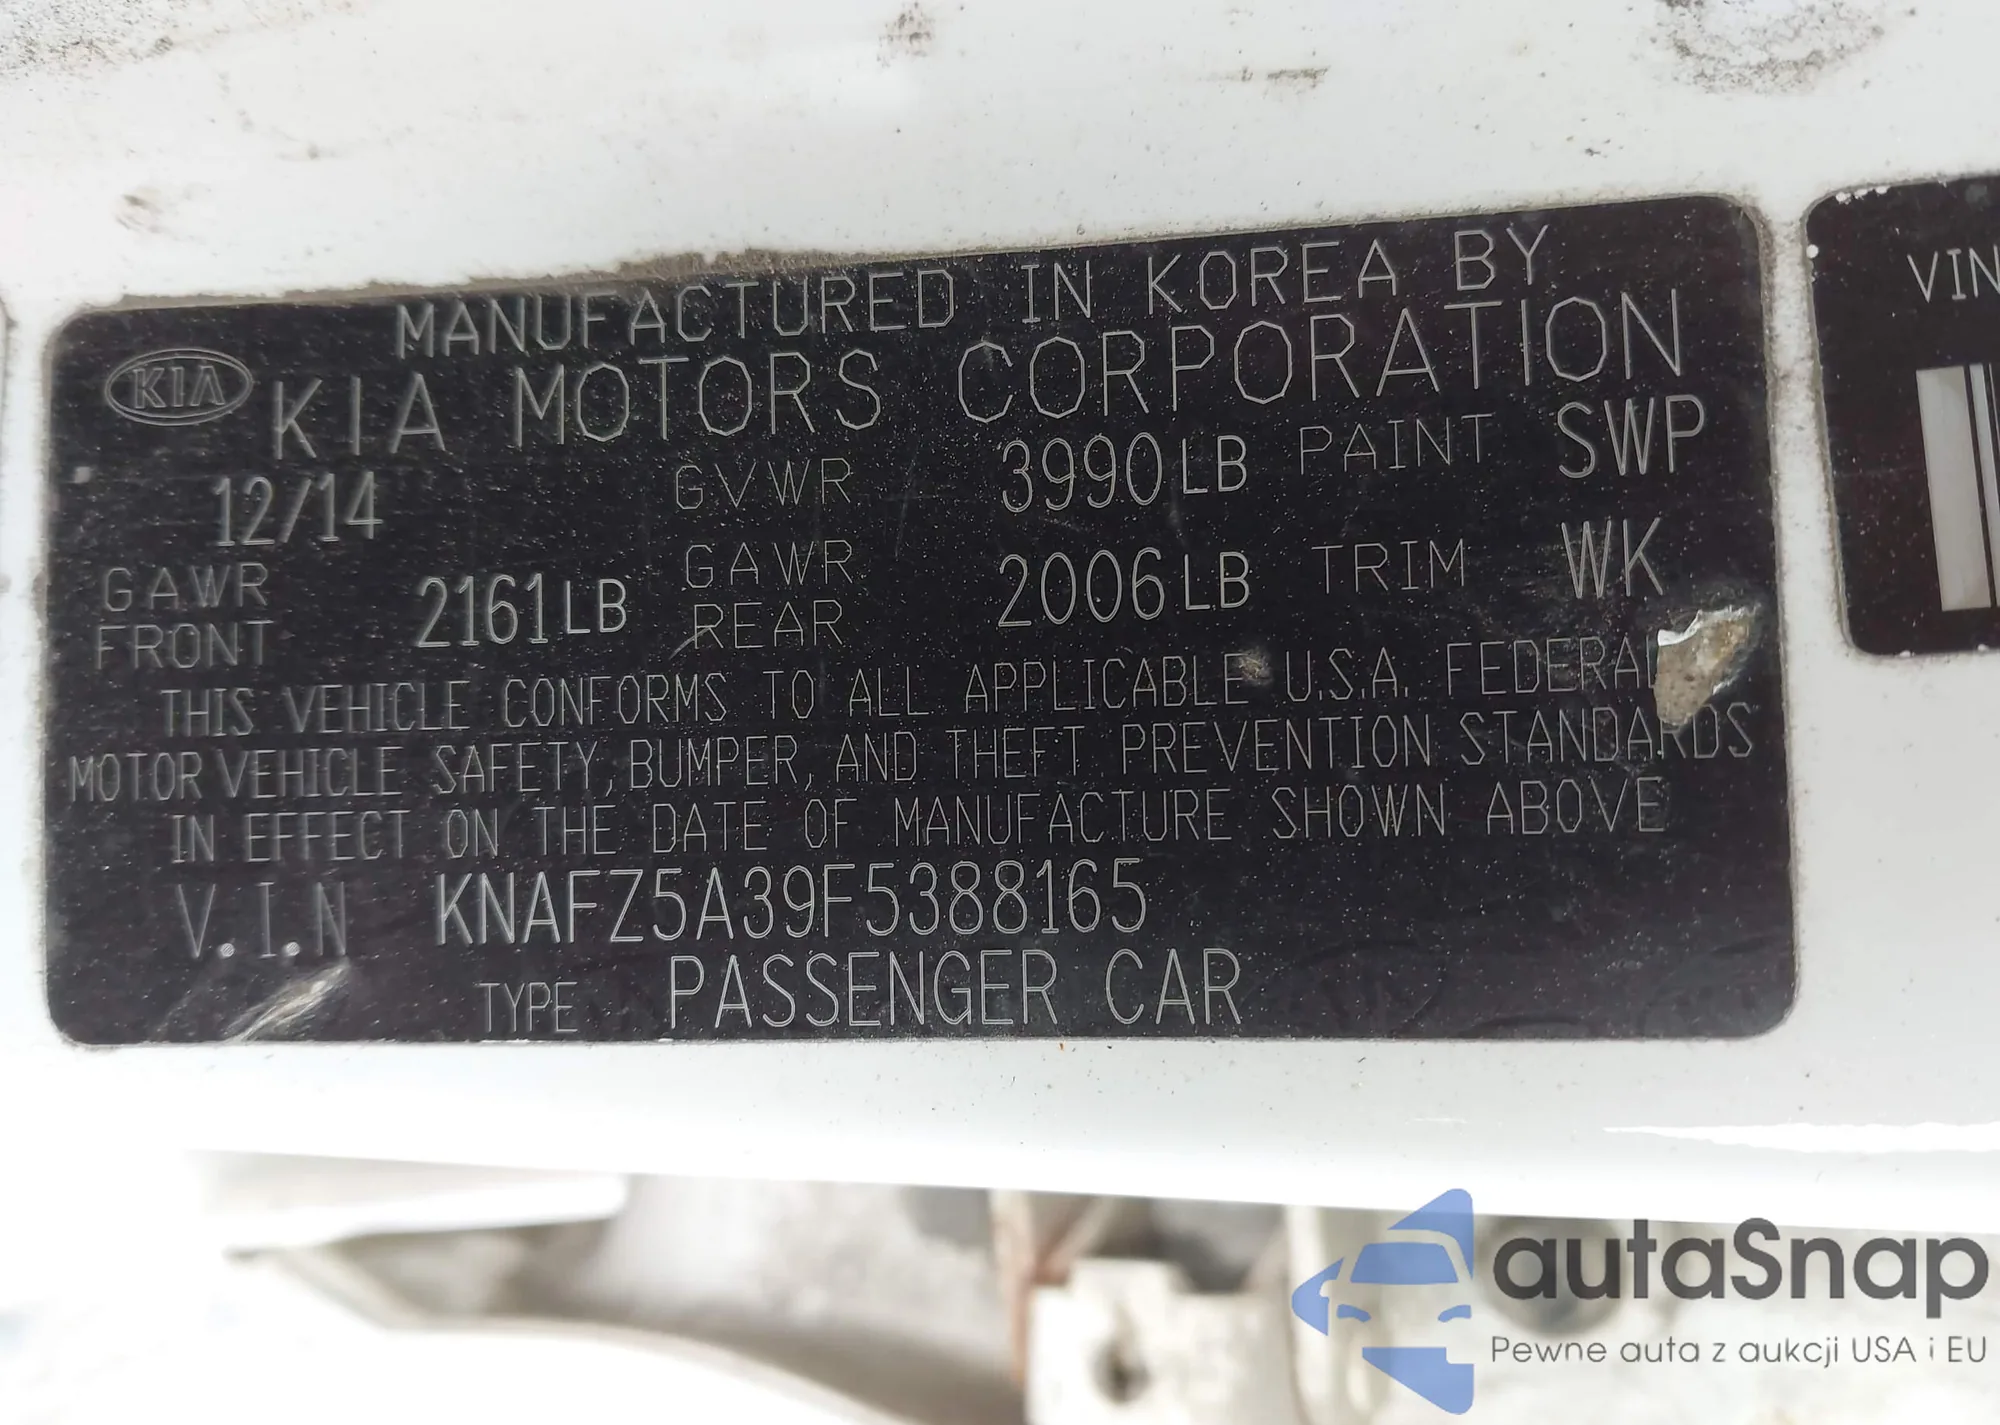 MANUFACTURED IN KOREA BY
KIA KIA MOTORS CORPORATION
12/14 GVWR 3990LB PAINT SWP
GAWR FRONT 2161LB GAWR REAR 2006LB TRIM WK
THIS VEHICLE CONFORMS TO ALL APPLICABLE U.S.A. FEDERAL
MOTOR VEHICLE SAFETY, BUMPER, AND THEFT PREVENTION STANDARDS
IN EFFECT ON THE DATE OF MANUFACTURE SHOWN ABOVE
V.I.N KNAFZ5A39F5388165
TYPE PASSENGER CAR
VIN
autaSnap
Pewne auta z aukcji USA i EU